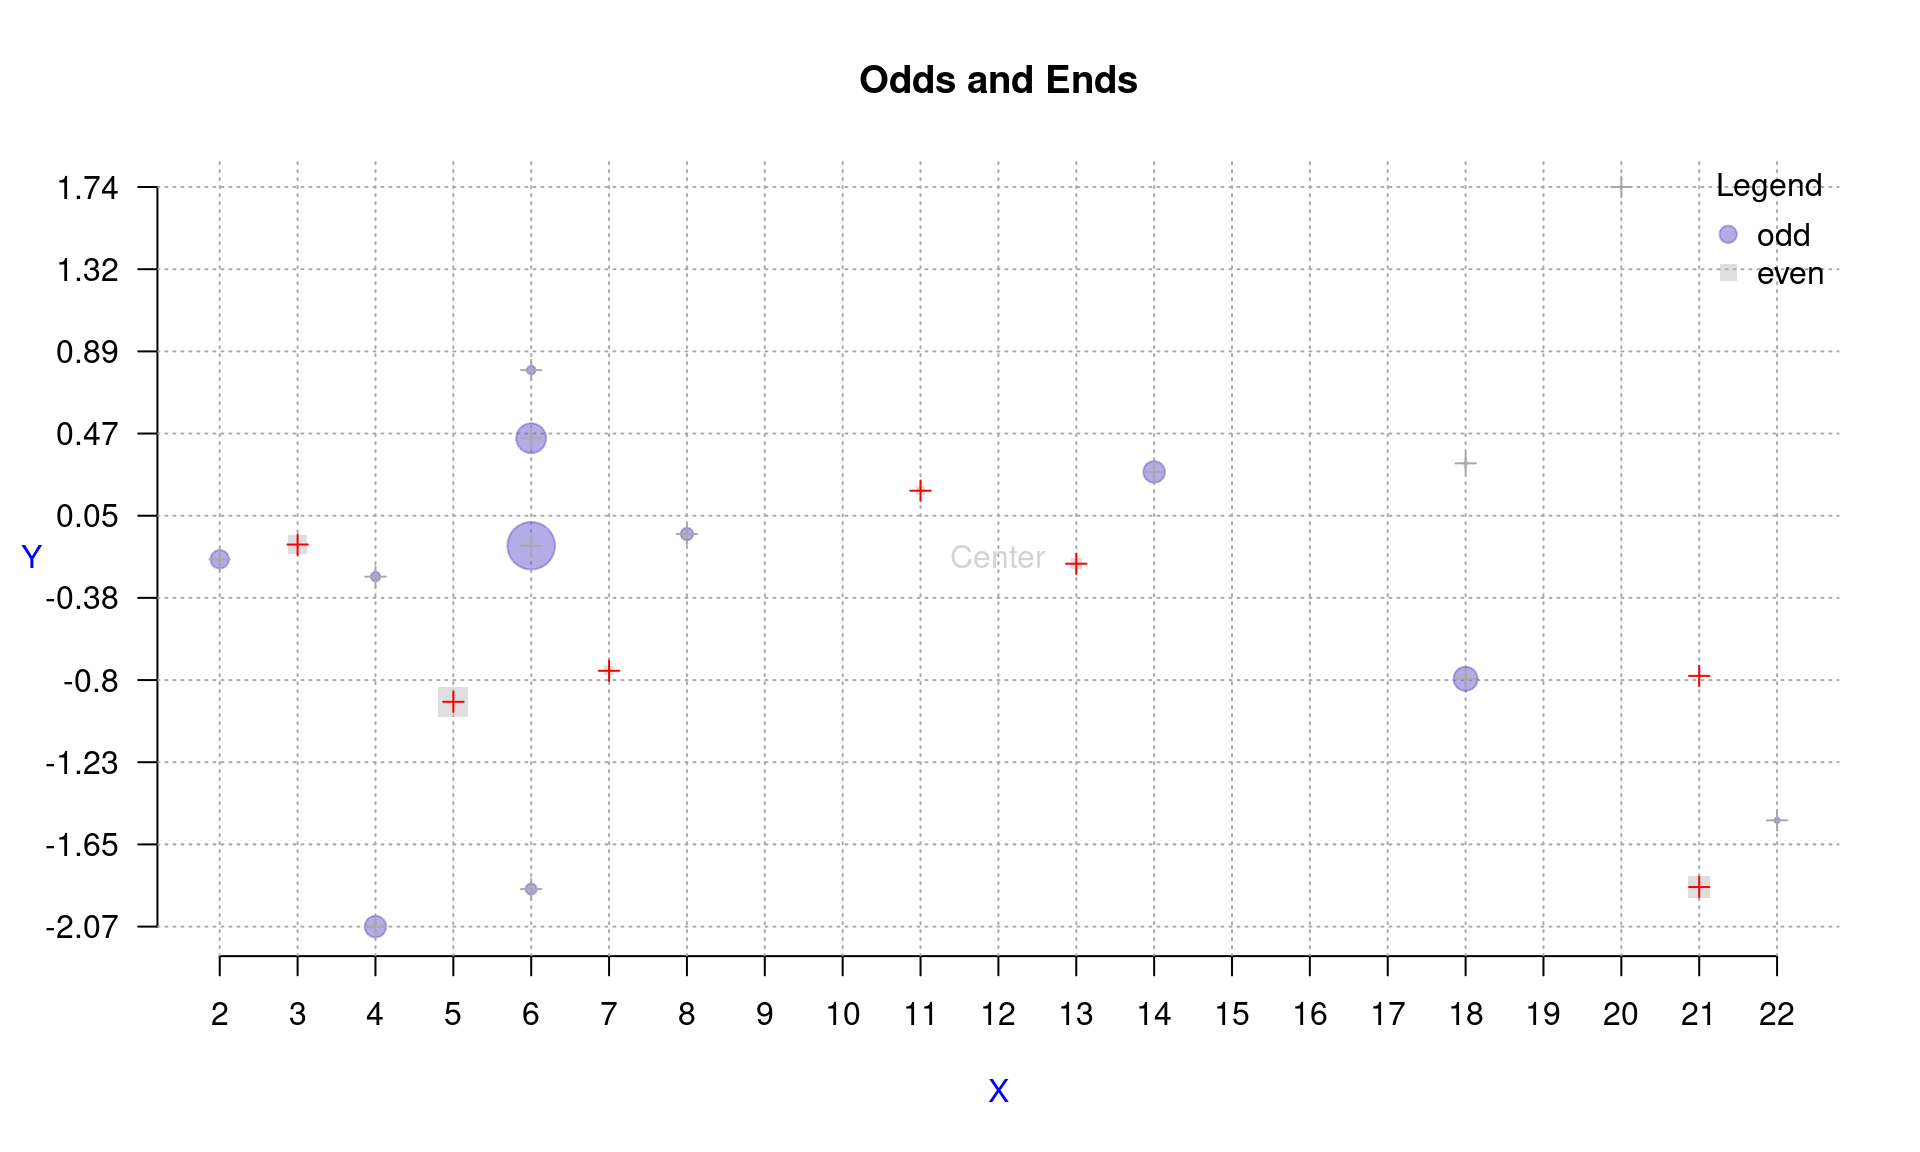 Odds and Ends
1.74
Legend
odd
1.32
even
0.89
0.47
0.05
Y
Center
-0.38
-0.8
-1.23
-1.65
-2.07
2 3 4 5 6 7 8 9 10 11 12 13 14 15 16 17 18 19 20 21 22
X